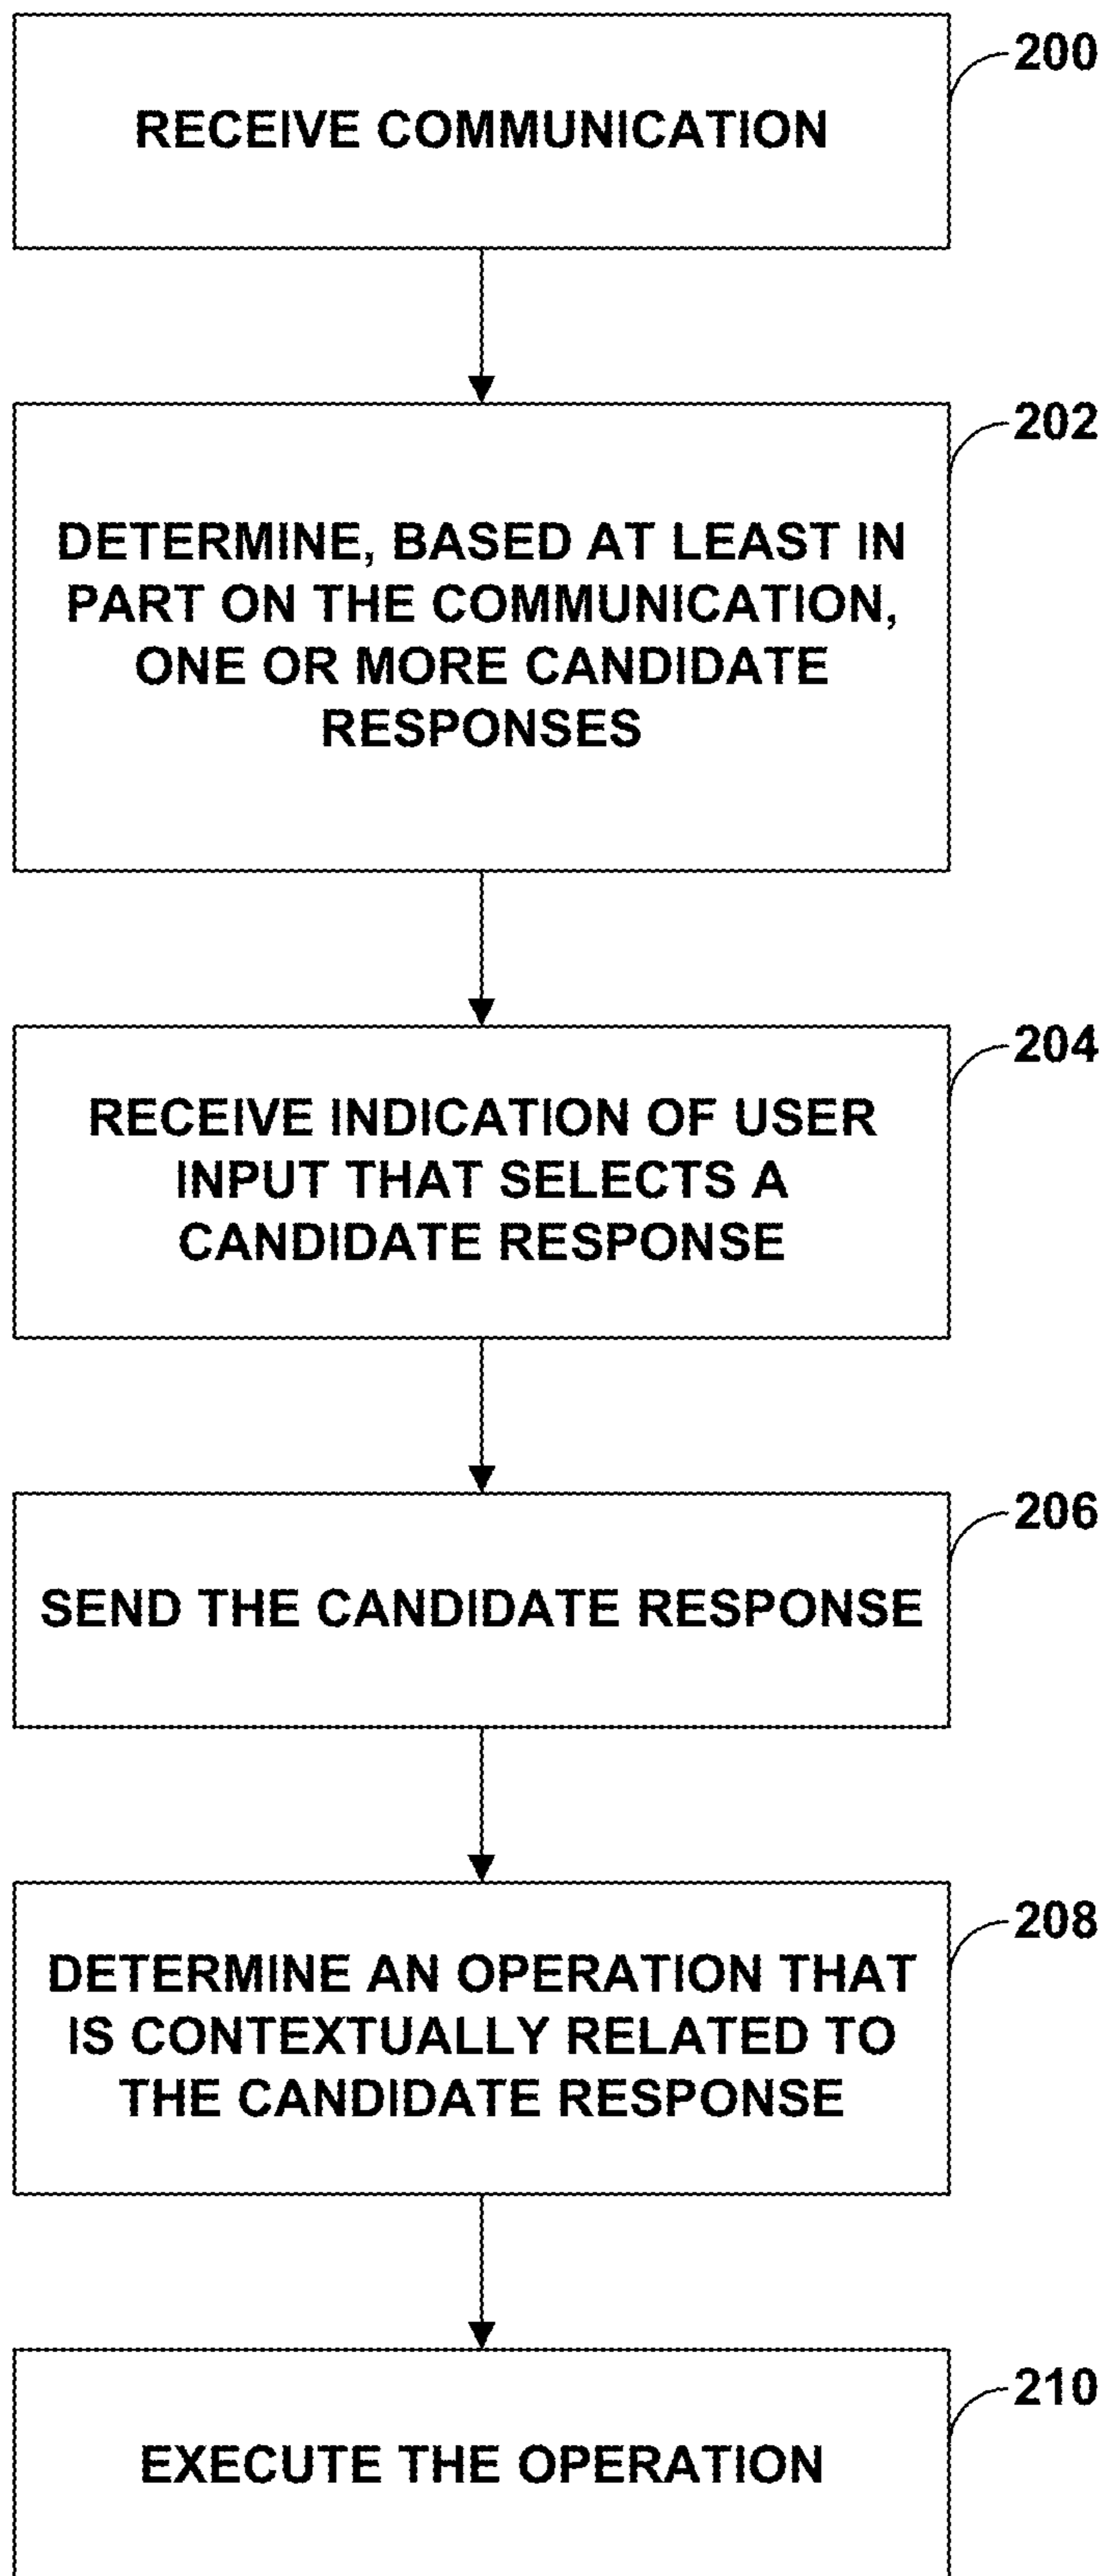 200
RECEIVE COMMUNICATION
202
DETERMINE, BASED AT LEAST IN
PART ON THE COMMUNICATION,
ONE OR MORE CANDIDATE
RESPONSES
204
RECEIVE INDICATION OF USER
INPUT THAT SELECTS A
CANDIDATE RESPONSE
206
SEND THE CANDIDATE RESPONSE
208
DETERMINE AN OPERATION THAT
IS CONTEXTUALLY RELATED TO
THE CANDIDATE RESPONSE
210
EXECUTE THE OPERATION